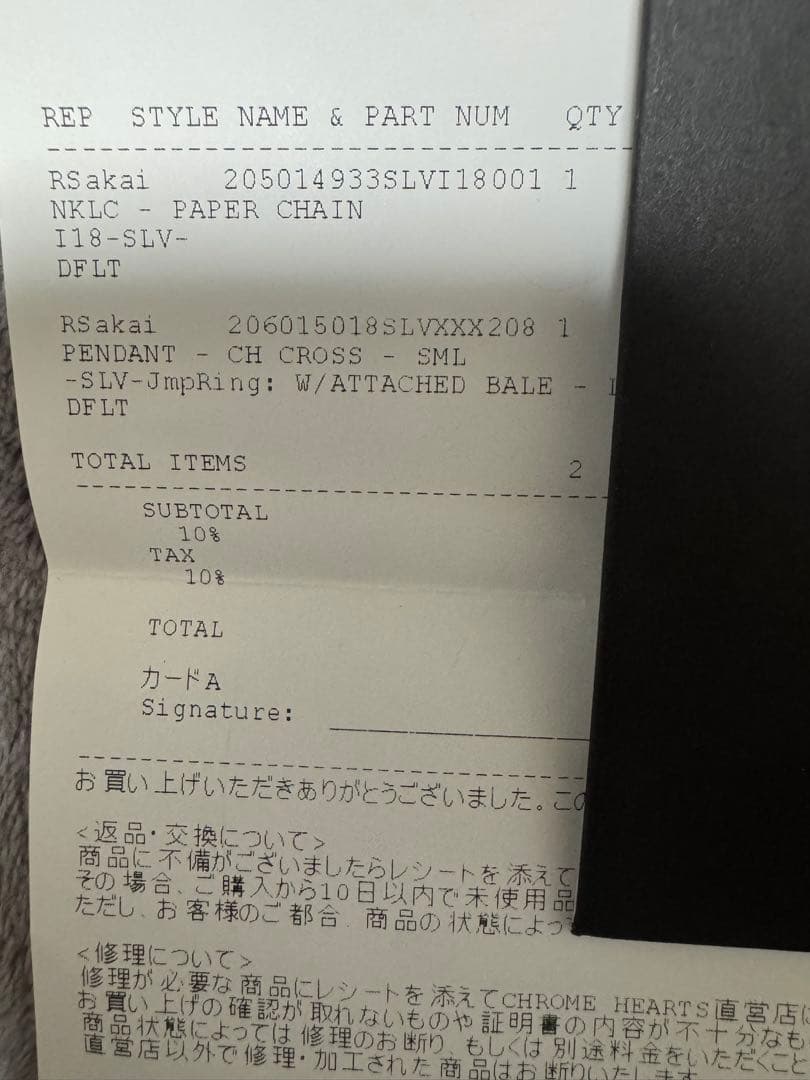 REP STYLE NAME & PART NUM QTY
RSakai 205014933SLVI18001 1
NKLC - PAPER CHAIN
I18-SLV-
DFLT
RSakai 206015018SLVXXX208 1
PENDANT - CH CROSS - SML
-SLV-JmpRing: W/ATTACHED BALE -
DFLT
TOTAL ITEMS 2
SUBTOTAL
10%
TAX
10%
TOTAL
カードA
Signature:
お買い上げいただきありがとうございました。この
<返品・交換について>
商品に不備がございましたらレシートを添えて
その場合、ご購入から10日以内で未使用品
ただし、お客様のご都合、商品の状態によっ
<修理について>
修理が必要な商品にレシートを添えてCHROME HEARTS直営店に
お買い上げの確認が取れないものや証明書の内容が不十分なも
商品状態によっては修理のお断り、もしくは別途料金をいただくこと
直営店以外で修理・加工された商品はお断りいたします